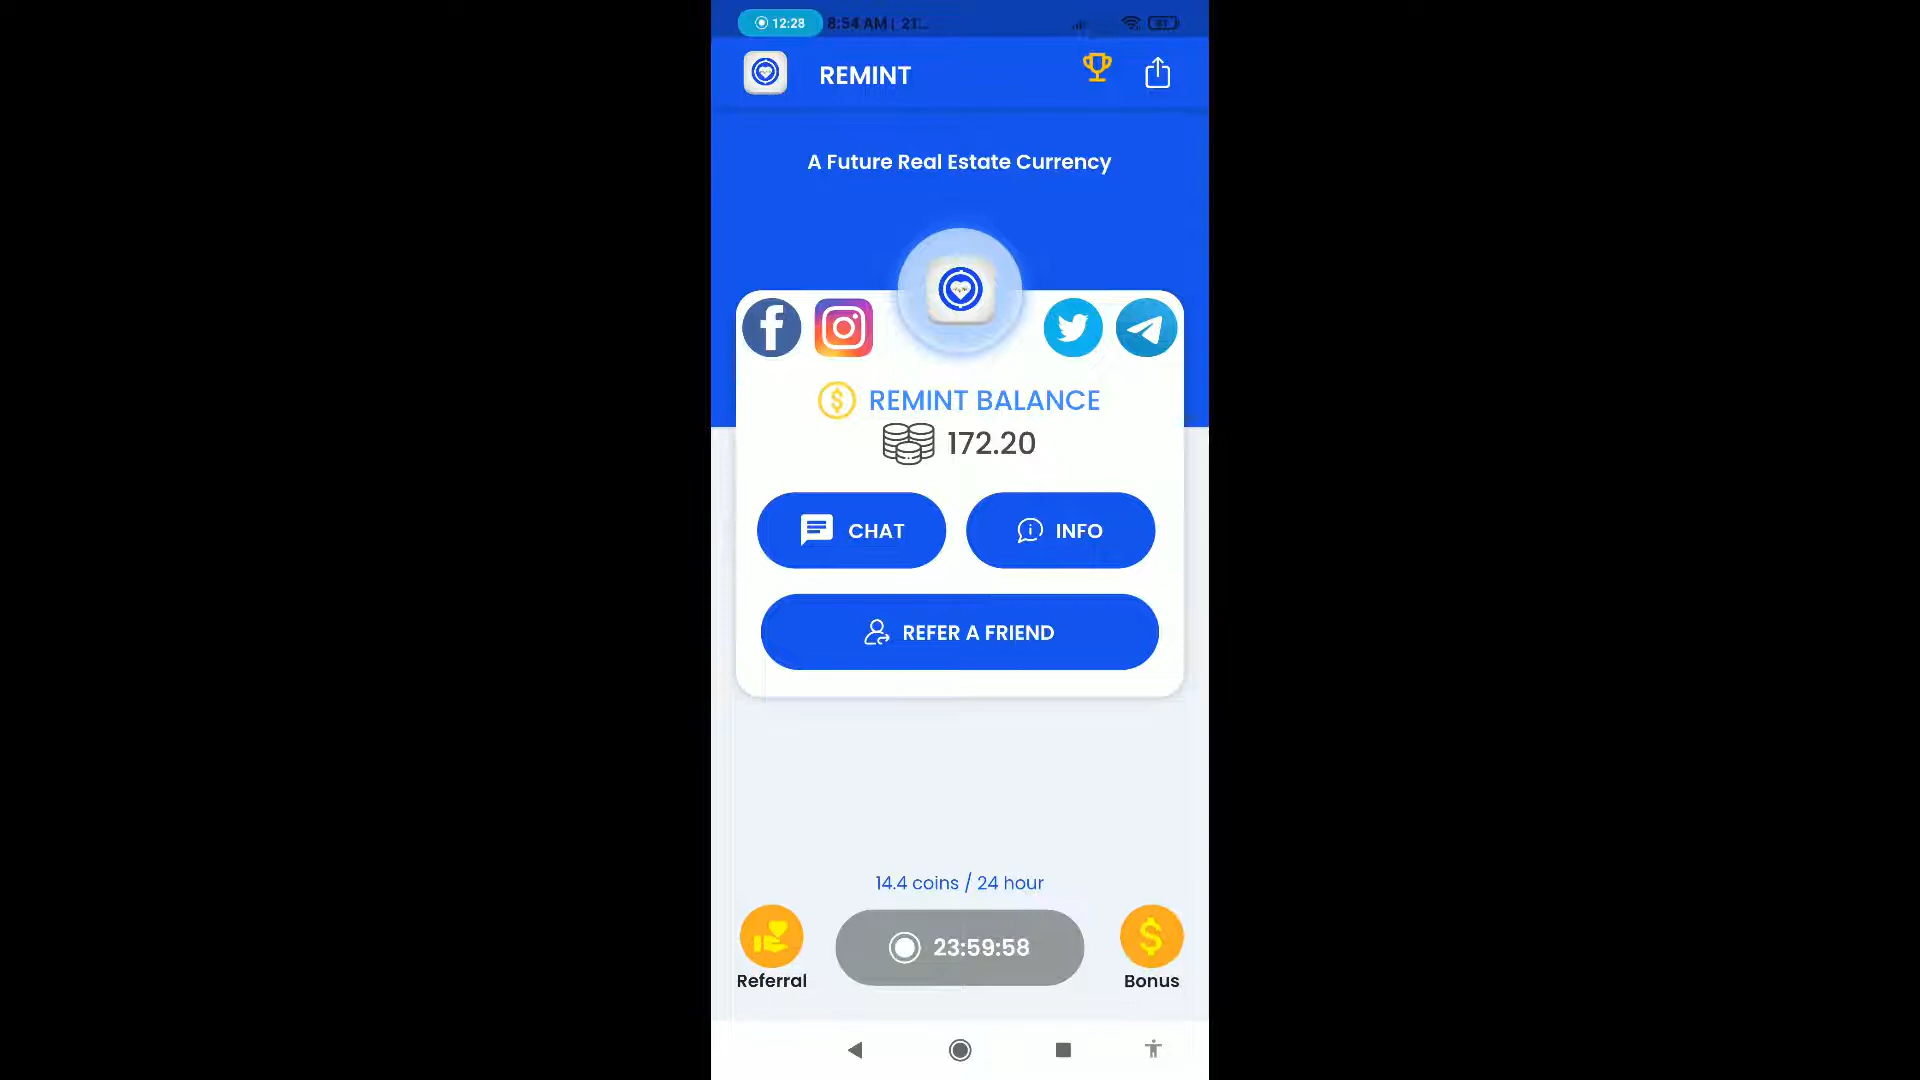 12:28 8:54 AM | 21...
REMINT
A Future Real Estate Currency
REMINT BALANCE
172.20
CHAT
INFO
REFER A FRIEND
14.4 coins / 24 hour
23:59:58
Referral
Bonus